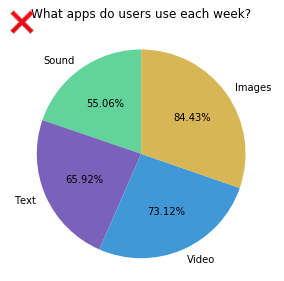 What apps do users use each week?
Sound
Images
55.06%
84.43%
65.92%
Text
73.12%
Video